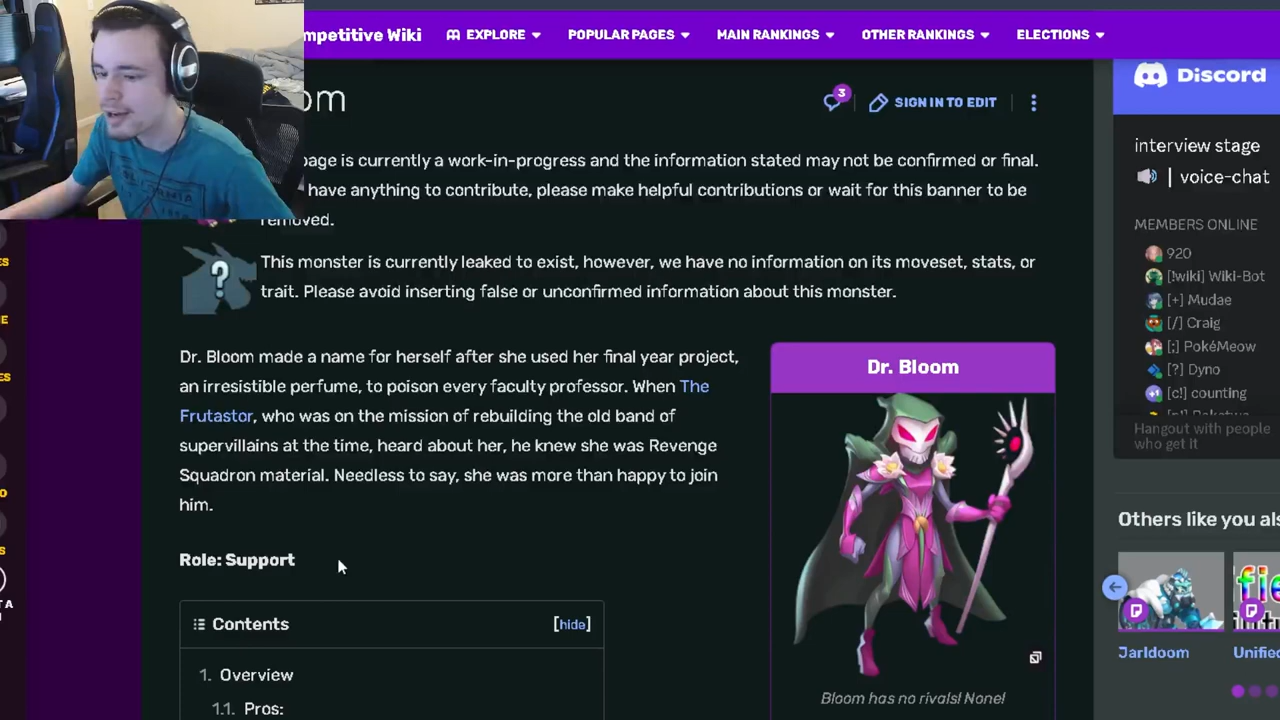 mpetitive Wiki
EXPLORE
POPULAR PAGES
MAIN RANKINGS
OTHER RANKINGS
ELECTIONS
om
3
SIGN IN TO EDIT
page is currently a work-in-progress and the information stated may not be confirmed or final.
have anything to contribute, please make helpful contributions or wait for this banner to be
removed.
?
This monster is currently leaked to exist, however, we have no information on its moveset, stats, or
trait. Please avoid inserting false or unconfirmed information about this monster.
Dr. Bloom made a name for herself after she used her final year project,
an irresistible perfume, to poison every faculty professor. When The
Frutastor, who was on the mission of rebuilding the old band of
supervillains at the time, heard about her, he knew she was Revenge
Squadron material. Needless to say, she was more than happy to join
him.
Role: Support
Contents [hide]
1. Overview
1.1. Pros:
Dr. Bloom
Bloom has no rivals! None!
Discord
interview stage
| voice-chat
MEMBERS ONLINE
920
[!wiki] Wiki-Bot
[+] Mudae
[/] Craig
[;] PokéMeow
[?] Dyno
[c!] counting
Hangout with people
who get it
Others like you als
Jarldoom
Unified